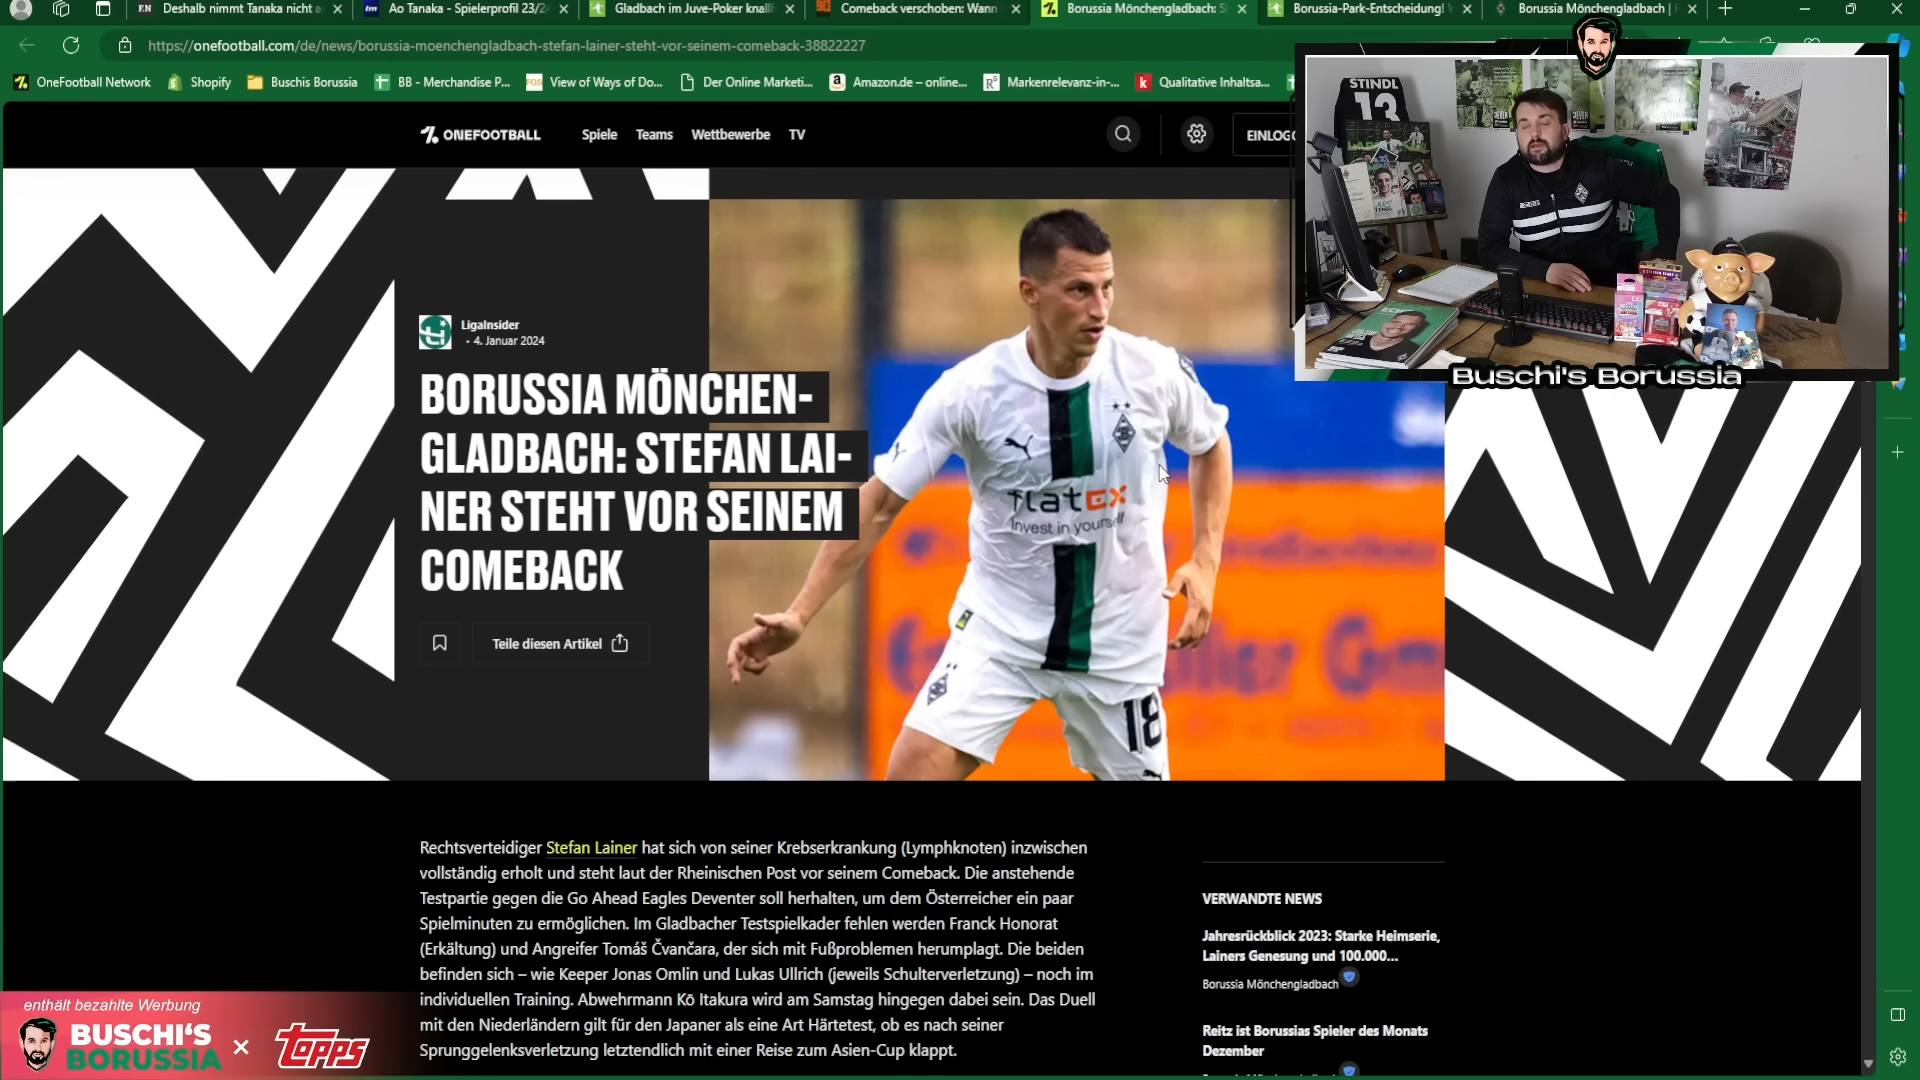 Deshalb nimmt Tanaka nicht a
Ao Tanaka - Spielerprofil 23/24
Gladbach im Juve-Poker knall
Comeback verschoben: Wann
Borussia Mönchengladbach: S
Borussia-Park-Entscheidung!
Borussia Mönchengladbach |
https://onefootball.com/de/news/borussia-moenchengladbach-stefan-lainer-steht-vor-seinem-comeback-38822227
OneFootball Network
Shopify
Buschis Borussia
BB - Merchandise P...
View of Ways of Do...
Der Online Marketi...
Amazon.de – online...
Markenrelevanz-in-...
Qualitative Inhaltsa...
ONEFOOTBALL
Spiele
Teams
Wettbewerbe
TV
EINLOG
STINDL
13
Buschi's Borussia
LigaInsider
· 4. Januar 2024
BORUSSIA MÖNCHEN-
GLADBACH: STEFAN LAI-
NER STEHT VOR SEINEM
COMEBACK
Teile diesen Artikel
flatex
Invest in yourself
18
Rechtsverteidiger Stefan Lainer hat sich von seiner Krebserkrankung (Lymphknoten) inzwischen
vollständig erholt und steht laut der Rheinischen Post vor seinem Comeback. Die anstehende
Testpartie gegen die Go Ahead Eagles Deventer soll herhalten, um dem Österreicher ein paar
Spielminuten zu ermöglichen. Im Gladbacher Testspielkader fehlen werden Franck Honorat
(Erkältung) und Angreifer Tomáš Čvančara, der sich mit Fußproblemen herumplagt. Die beiden
befinden sich – wie Keeper Jonas Omlin und Lukas Ullrich (jeweils Schulterverletzung) – noch im
individuellen Training. Abwehrmann Kō Itakura wird am Samstag hingegen dabei sein. Das Duell
mit den Niederländern gilt für den Japaner als eine Art Härtetest, ob es nach seiner
Sprunggelenksverletzung letztendlich mit einer Reise zum Asien-Cup klappt.
VERWANDTE NEWS
Jahresrückblick 2023: Starke Heimserie,
Lainers Genesung und 100.000...
Borussia Mönchengladbach
Reitz ist Borussias Spieler des Monats
Dezember
enthält bezahlte Werbung
BUSCHI'S
BORUSSIA
×
topps